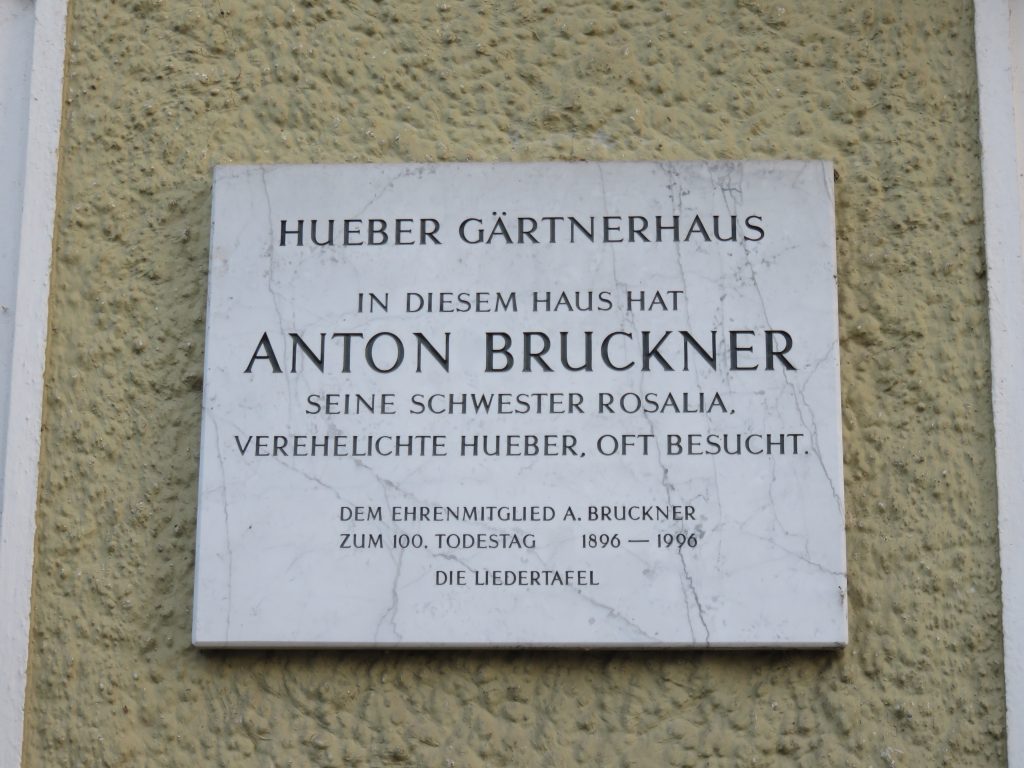 HUEBER GÄRTNERHAUS
IN DIESEM HAUS HAT
ANTON BRUCKNER
SEINE SCHWESTER ROSALIA,
VEREHELICHTE HUEBER, OFT BESUCHT.
DEM EHRENMITGLIED A. BRUCKNER
ZUM 100. TODESTAG 1896 — 1996
DIE LIEDERTAFEL